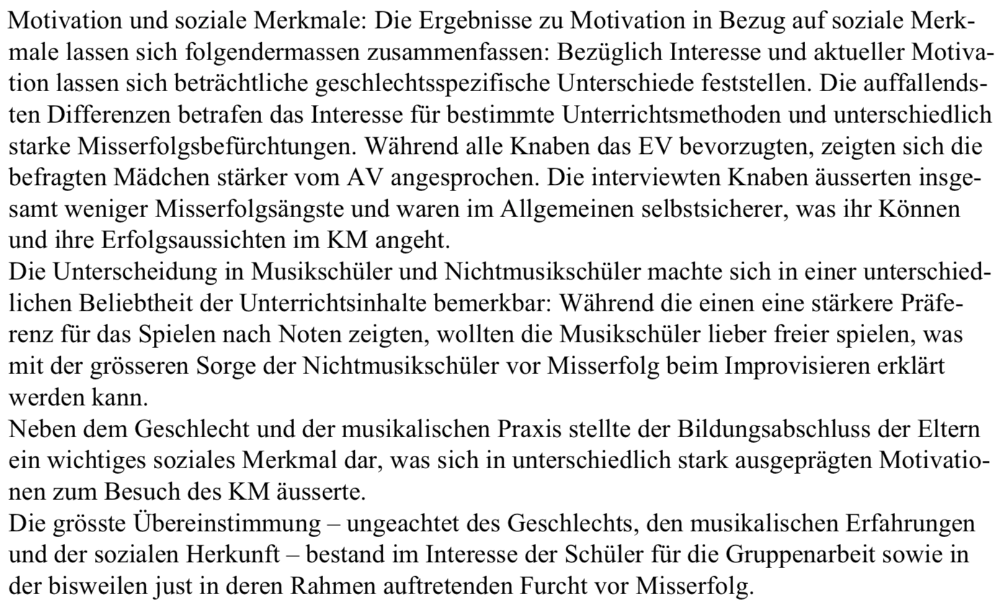 Motivation und soziale Merkmale: Die Ergebnisse zu Motivation in Bezug auf soziale Merk-
male lassen sich folgendermassen zusammenfassen: Bezüglich Interesse und aktueller Motiva-
tion lassen sich beträchtliche geschlechtsspezifische Unterschiede feststellen. Die auffallends-
ten Differenzen betrafen das Interesse für bestimmte Unterrichtsmethoden und unterschiedlich
starke Misserfolgsbefürchtungen. Während alle Knaben das EV bevorzugten, zeigten sich die
befragten Mädchen stärker vom AV angesprochen. Die interviewten Knaben äusserten insge-
samt weniger Misserfolgsängste und waren im Allgemeinen selbstsicherer, was ihr Können
und ihre Erfolgsaussichten im KM angeht.
Die Unterscheidung in Musikschüler und Nichtmusikschüler machte sich in einer unterschied-
lichen Beliebtheit der Unterrichtsinhalte bemerkbar: Während die einen eine stärkere Präfe-
renz für das Spielen nach Noten zeigten, wollten die Musikschüler lieber freier spielen, was
mit der grösseren Sorge der Nichtmusikschüler vor Misserfolg beim Improvisieren erklärt
werden kann.
Neben dem Geschlecht und der musikalischen Praxis stellte der Bildungsabschluss der Eltern
ein wichtiges soziales Merkmal dar, was sich in unterschiedlich stark ausgeprägten Motivatio-
nen zum Besuch des KM äusserte.
Die grösste Übereinstimmung – ungeachtet des Geschlechts, den musikalischen Erfahrungen
und der sozialen Herkunft – bestand im Interesse der Schüler für die Gruppenarbeit sowie in
der bisweilen just in deren Rahmen auftretenden Furcht vor Misserfolg.